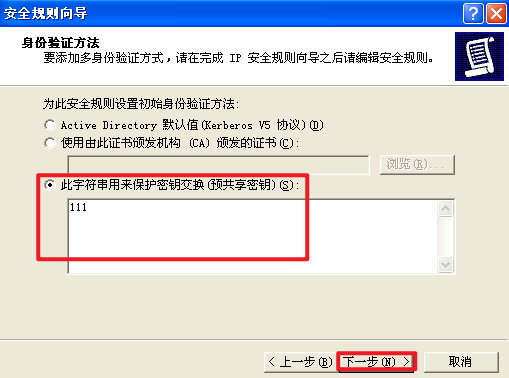 安全规则向导
身份验证方法
要添加多身份验证方式,请在完成 IP 安全规则向导之后请编辑安全规则。
为此安全规则设置初始身份验证方法:
Active Directory 默认值(Kerberos V5 协议)(D)
使用由此证书颁发机构 (CA) 颁发的证书(C):
浏览(R)...
此字符串用来保护密钥交换(预共享密钥)(S):
111
< 上一步(B) 下一步(N) > 取消